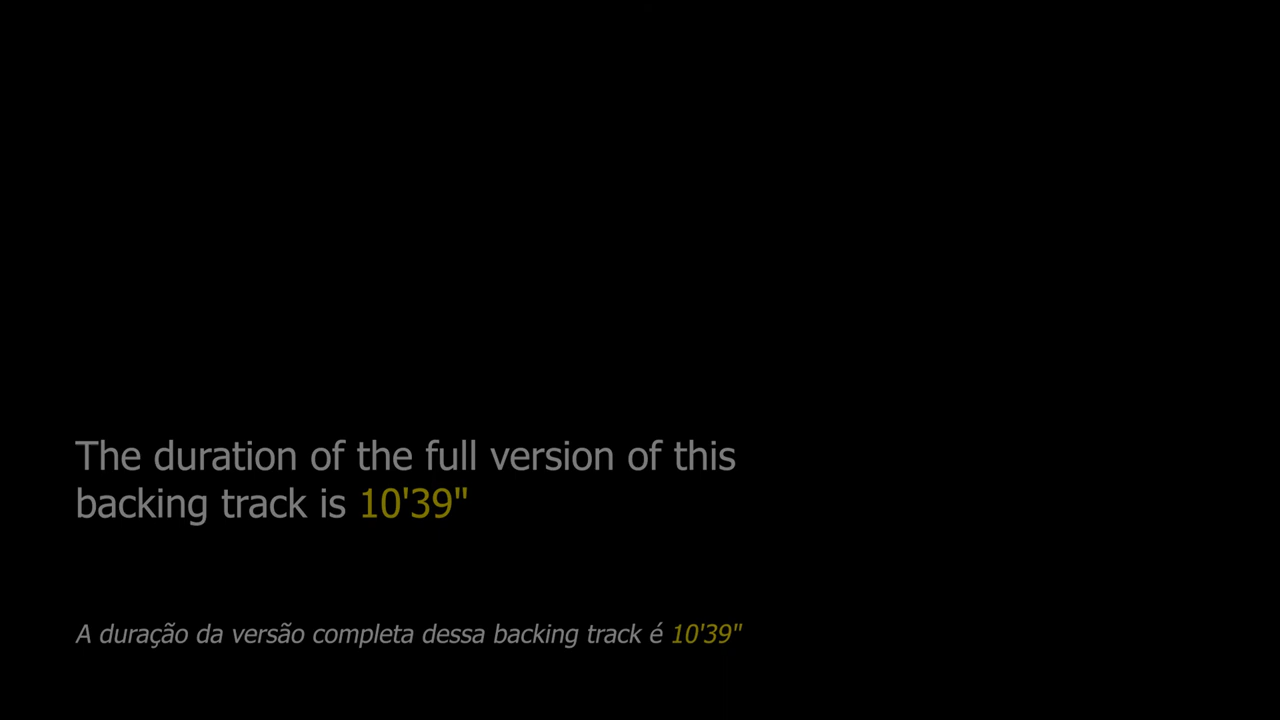 The duration of the full version of this
backing track is 10'39"
A duração da versão completa dessa backing track é 10'39"